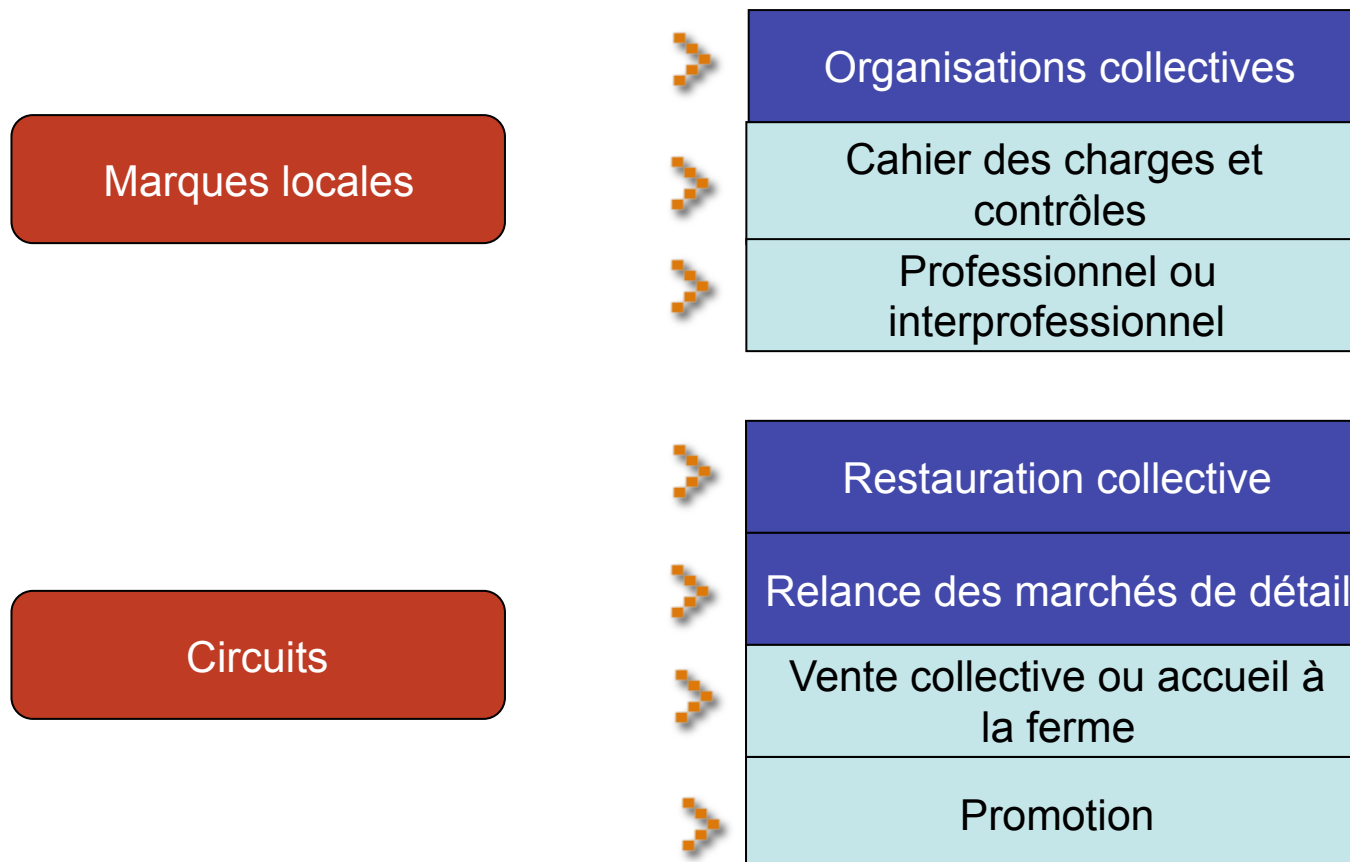 Marques locales
Organisations collectives
Cahier des charges et
contrôles
Professionnel ou
interprofessionnel
Circuits
Restauration collective
Relance des marchés de détail
Vente collective ou accueil à
la ferme
Promotion